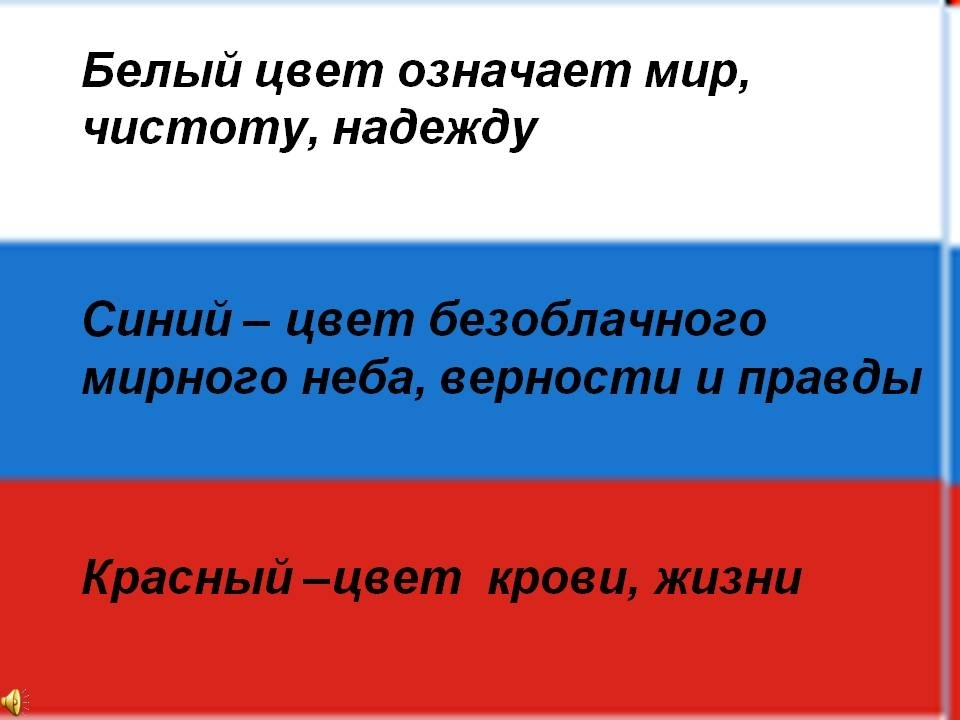 Белый цвет означает мир,
чистоту, надежду
Синий – цвет безоблачного
мирного неба, верности и правды
Красный –цвет  крови, жизни